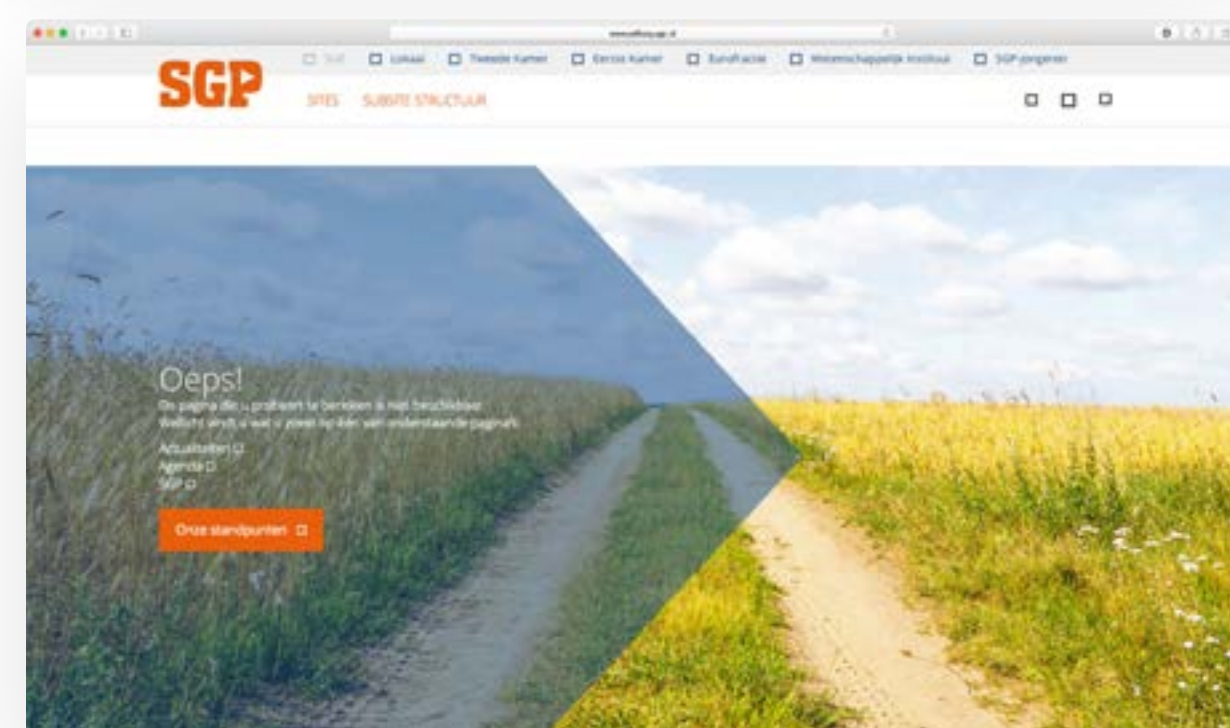 Lokaal Tweede Kamer Eerste Kamer Eurofractie Wetenschappelijk Instituut SGP-jongeren
SGP
SITES SUBSITE STRUCTUUR
Oeps!
De pagina die u probeert te bereiken is niet beschikbaar.
Wellicht vindt u wat u zoekt op één van onderstaande pagina's
Actualiteiten
Agenda
SGP
Onze standpunten